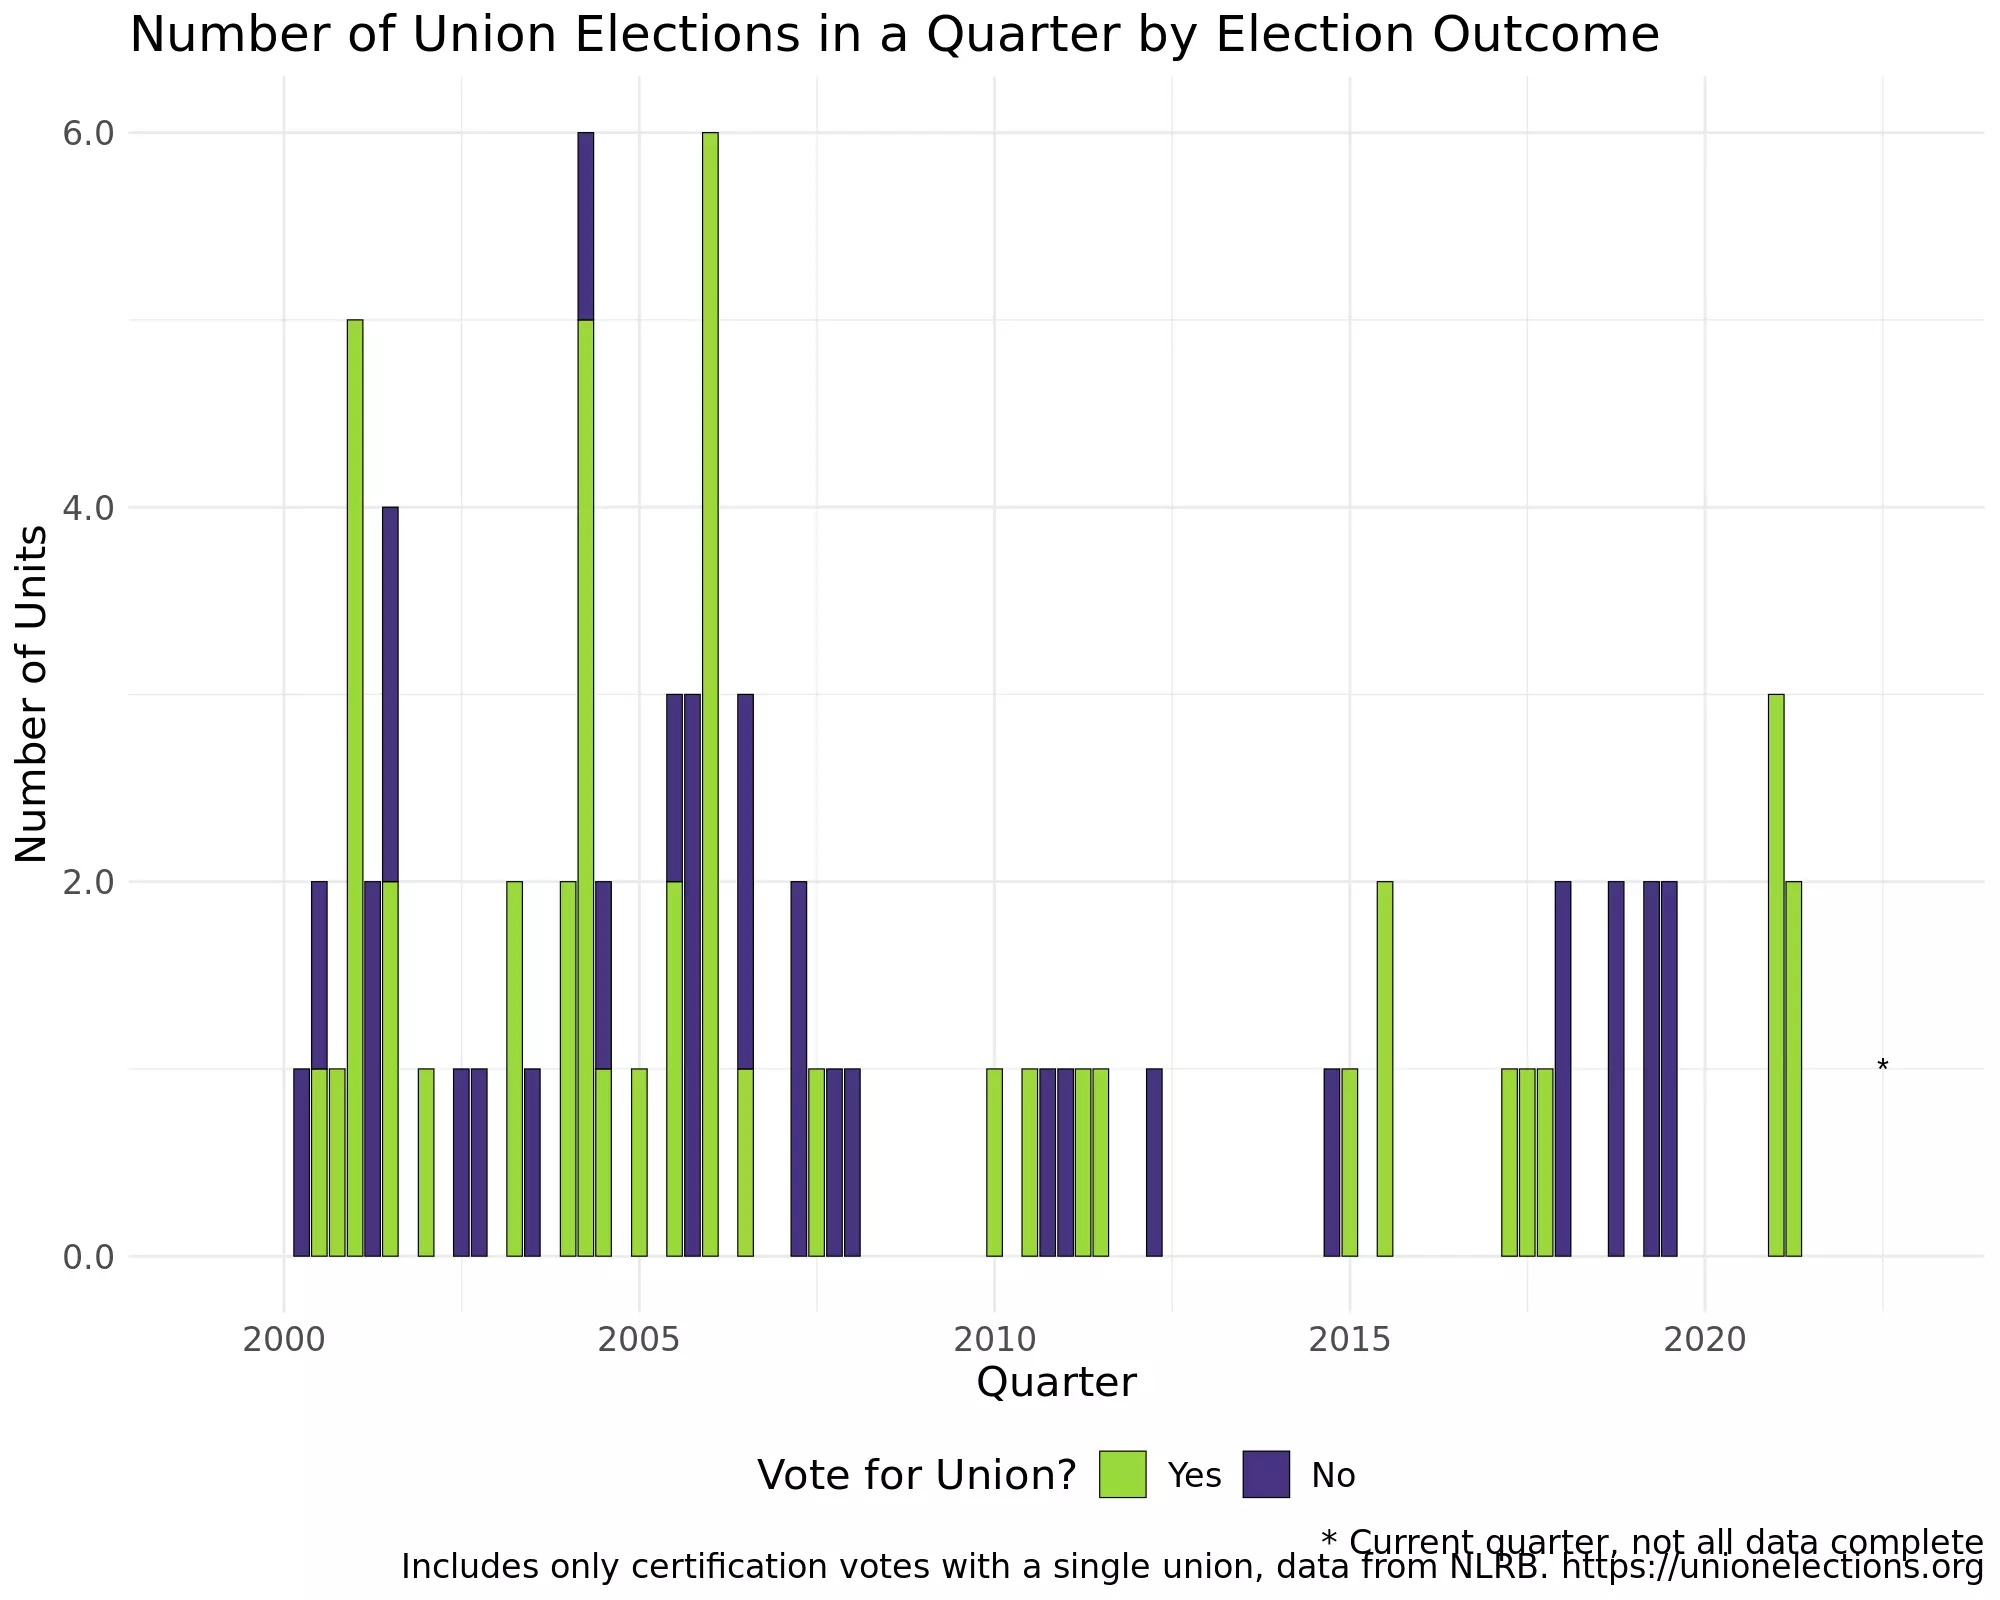 Number of Union Elections in a Quarter by Election Outcome
6.0
4.0
2.0
0.0
Number of Units
*
2000 2005 2010 2015 2020
Quarter
Vote for Union? Yes No
* Current quarter, not all data complete
Includes only certification votes with a single union, data from NLRB. https://unionelections.org